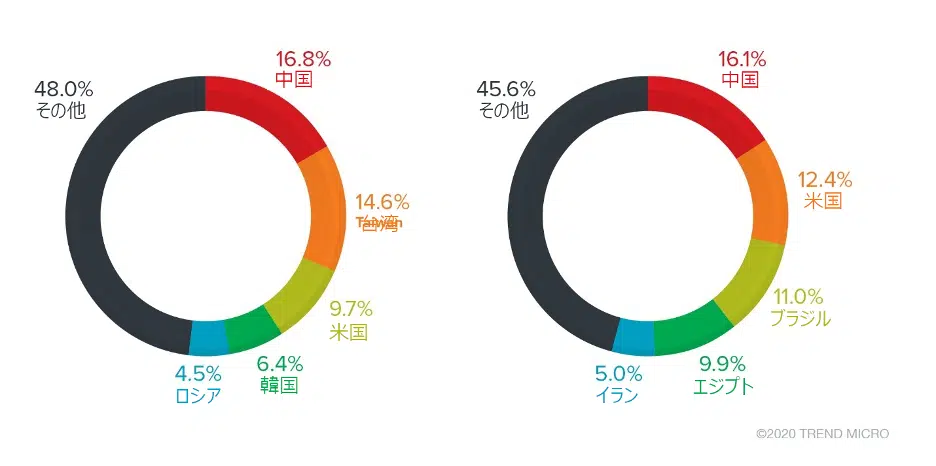 16.8%
中国
48.0%
その他
14.6%
Taiwan
台湾
9.7%
米国
6.4%
韓国
4.5%
ロシア
16.1%
中国
45.6%
その他
12.4%
米国
11.0%
ブラジル
9.9%
エジプト
5.0%
イラン
©2020 TREND MICRO